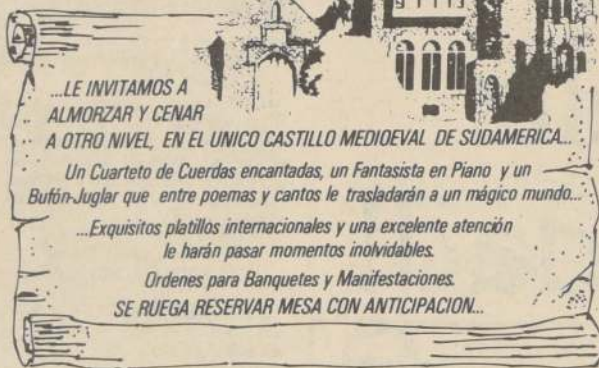 ...LE INVITAMOS A
ALMORZAR Y CENAR
A OTRO NIVEL, EN EL UNICO CASTILLO MEDIOEVAL DE SUDAMERICA...
Un Cuarteto de Cuerdas encantadas, un Fantasista en Piano y un
Bufón-Juglar que entre poemas y cantos le trasladarán a un mágico mundo...
...Exquisitos platillos internacionales y una excelente atención
le harán pasar momentos inolvidables.
Ordenes para Banquetes y Manifestaciones.
SE RUEGA RESERVAR MESA CON ANTICIPACION...